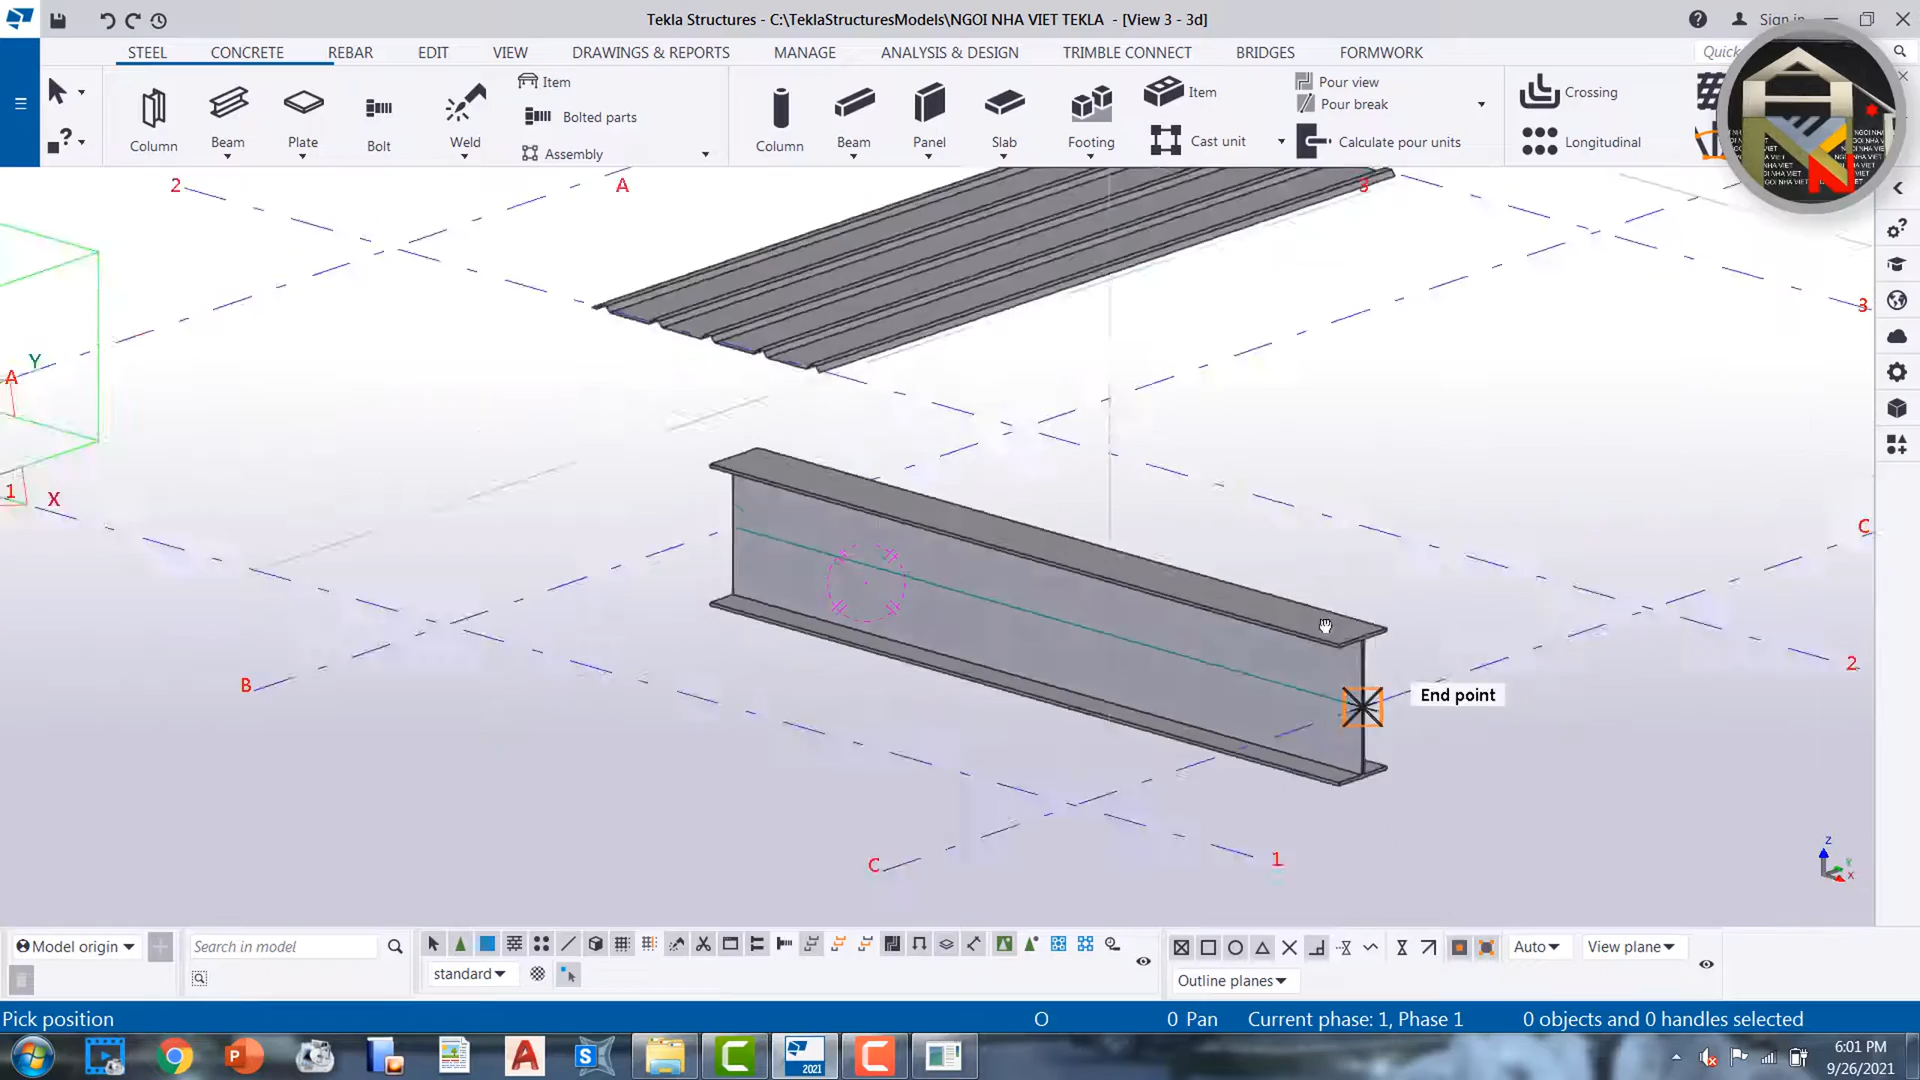 Tekla Structures - C:\TeklaStructuresModels\NGOI NHA VIET TEKLA - [View 3 - 3d]
Sign in
STEEL CONCRETE REBAR EDIT VIEW DRAWINGS & REPORTS MANAGE ANALYSIS & DESIGN TRIMBLE CONNECT BRIDGES FORMWORK
Quick
Column Beam Plate Bolt Weld
Item
Bolted parts
Assembly
Column Beam Panel Slab Footing
Item
Cast unit
Pour view
Pour break
Calculate pour units
Crossing
Longitudinal
N
2 A 3
3
Y
A
1 X
C
End point
2
B
C 1
Z
Y
X
Model origin
Search in model
standard
Auto
View plane
Outline planes
Pick position
O
0 Pan
Current phase: 1, Phase 1
0 objects and 0 handles selected
2021
6:01 PM
9/26/2021